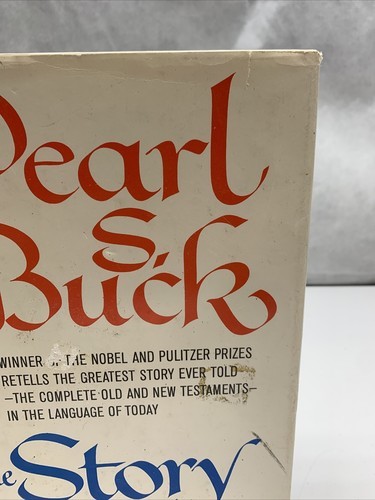 Pearl
S.
Buck
WINNER OF THE NOBEL AND PULITZER PRIZES
RETELLS THE GREATEST STORY EVER TOLD
—THE COMPLETE OLD AND NEW TESTAMENTS—
IN THE LANGUAGE OF TODAY
The Story